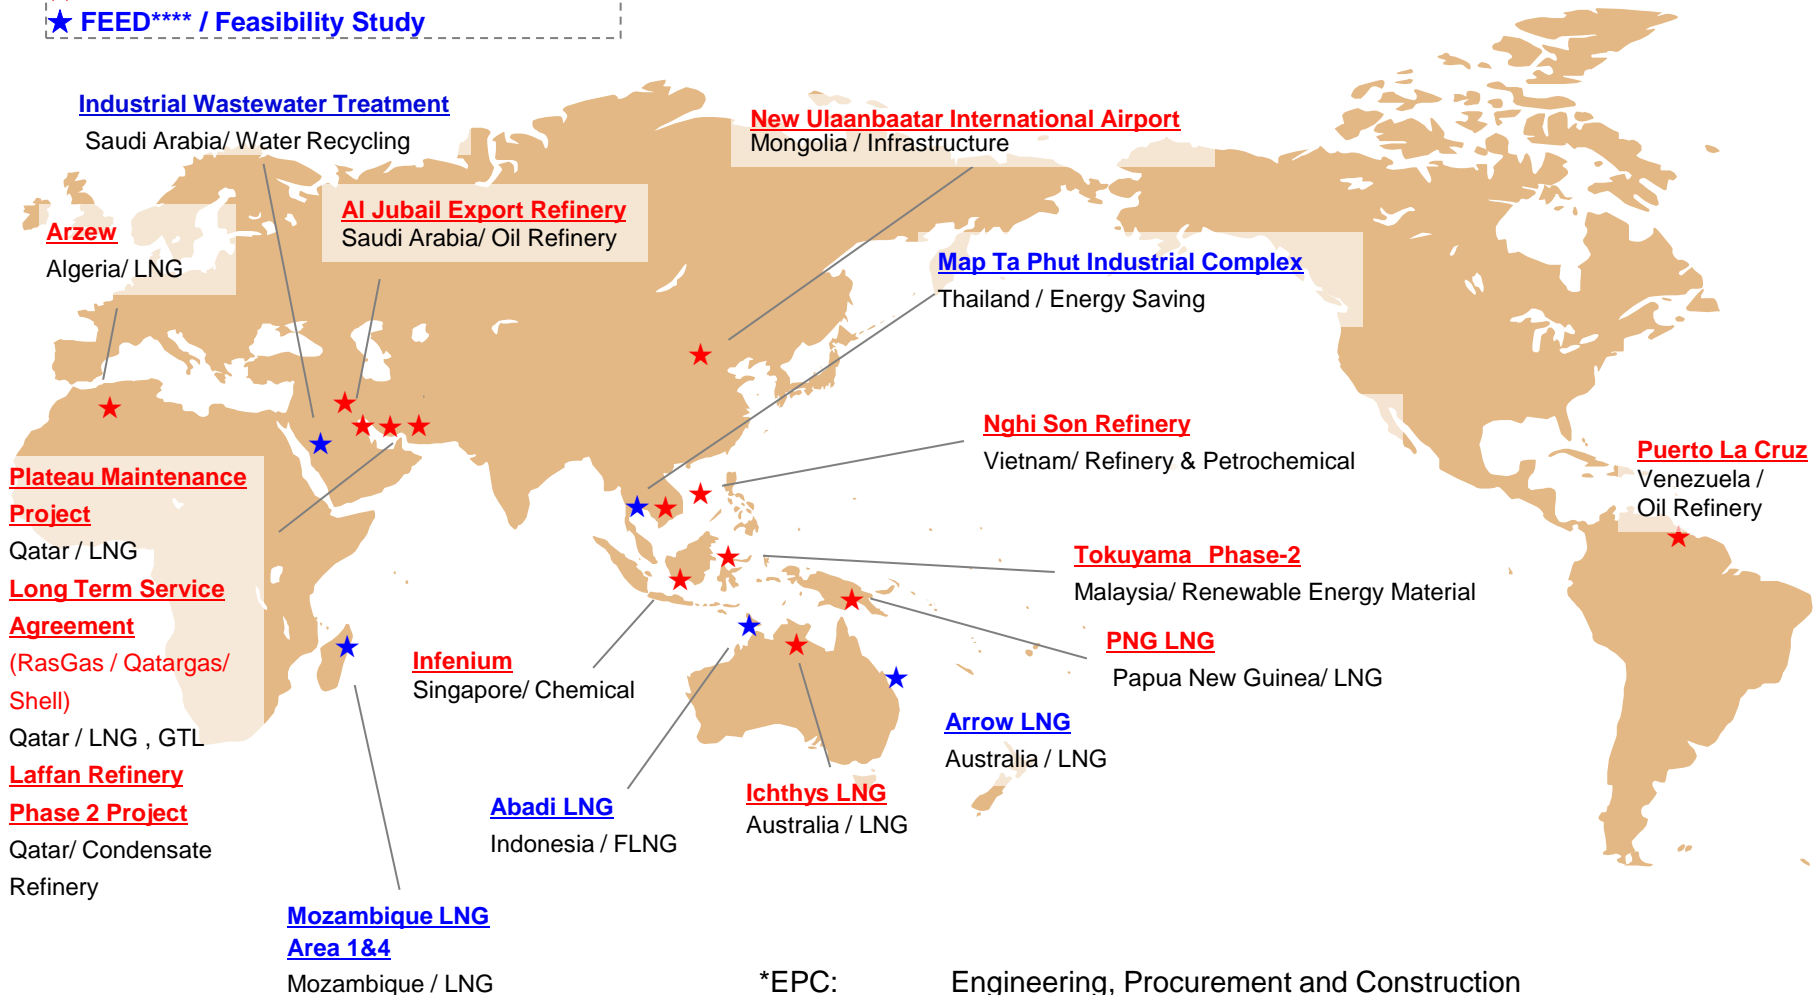 ★ FEED**** / Feasibility Study
Industrial Wastewater Treatment
Saudi Arabia/ Water Recycling
New Ulaanbaatar International Airport
Mongolia / Infrastructure
Al Jubail Export Refinery
Saudi Arabia/ Oil Refinery
Arzew
Algeria/ LNG
Map Ta Phut Industrial Complex
Thailand / Energy Saving
Nghi Son Refinery
Vietnam/ Refinery & Petrochemical
Puerto La Cruz
Venezuela /
Oil Refinery
Plateau Maintenance
Project
Qatar / LNG
Long Term Service
Agreement
(RasGas / Qatargas/
Shell)
Qatar / LNG , GTL
Laffan Refinery
Phase 2 Project
Qatar/ Condensate
Refinery
Tokuyama Phase-2
Malaysia/ Renewable Energy Material
PNG LNG
Papua New Guinea/ LNG
Infenium
Singapore/ Chemical
Arrow LNG
Australia / LNG
Abadi LNG
Indonesia / FLNG
Ichthys LNG
Australia / LNG
Mozambique LNG
Area 1&4
Mozambique / LNG
*EPC: Engineering, Procurement and Construction